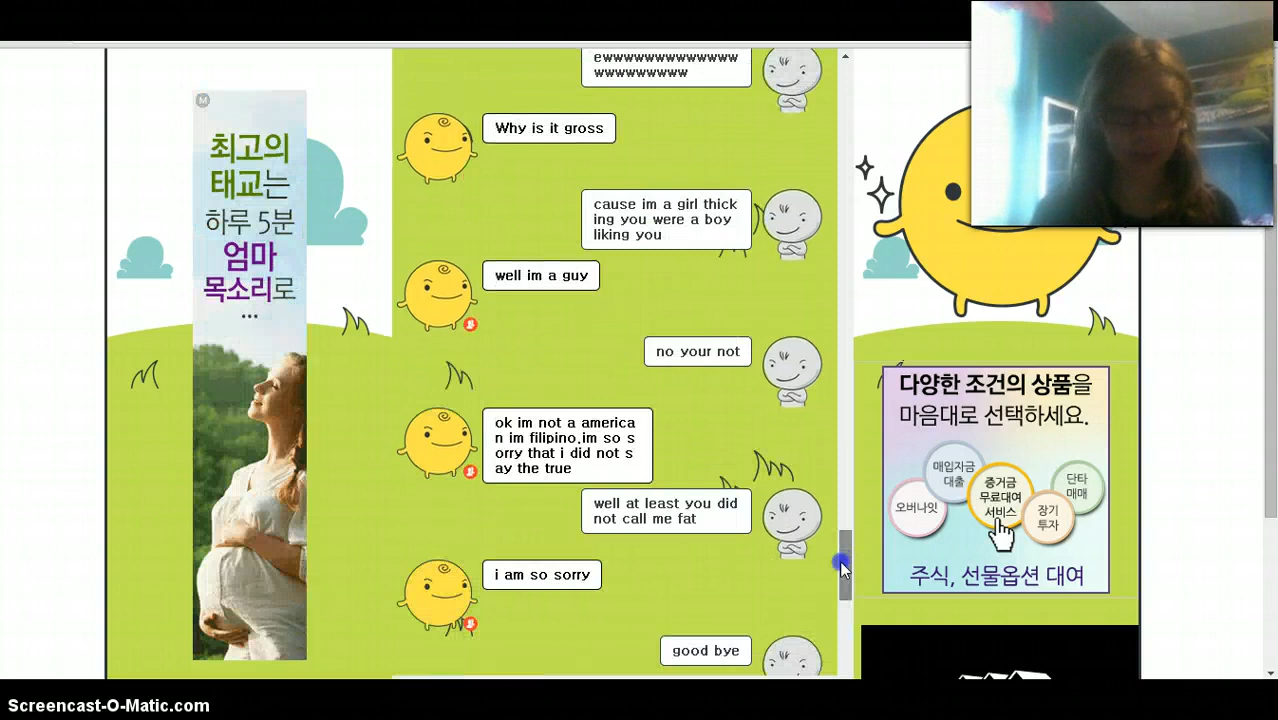 최고의
태교는
하루 5분
엄마
목소리로
...
ewwwwwwwwwwwwww
wwwwwwwwww
Why is it gross
cause im a girl thick
ing you were a boy
liking you
well im a guy
no your not
ok im not a america
n im filipino.im so s
orry that i did not s
ay the true
well at least you did
not call me fat
i am so sorry
good bye
다양한 조건의 상품을
마음대로 선택하세요.
매입자금
대출
증거금
무료대여
서비스
단타
매매
오버나잇
장기
투자
주식, 선물옵션 대여
M
Screencast-O-Matic.com